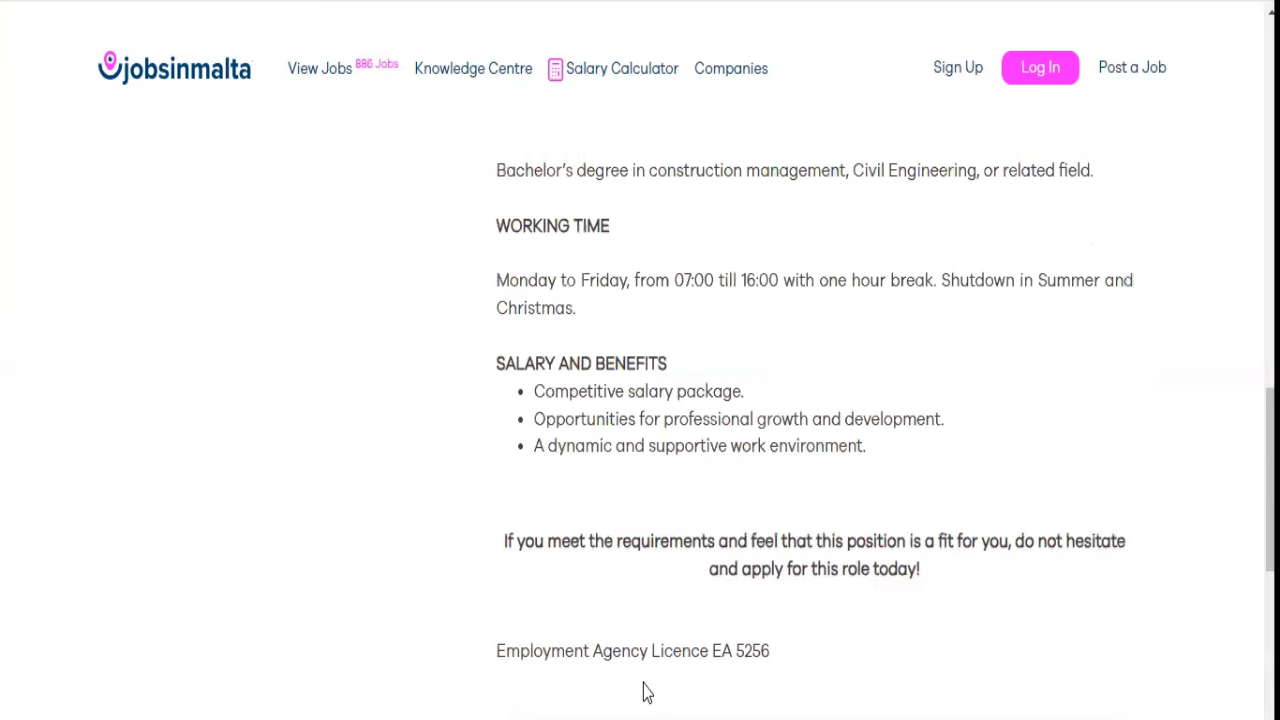 jobsinmalta
View Jobs 886 Jobs
Knowledge Centre
Salary Calculator
Companies
Sign Up
Log In
Post a Job
Bachelor’s degree in construction management, Civil Engineering, or related field.
WORKING TIME
Monday to Friday, from 07:00 till 16:00 with one hour break. Shutdown in Summer and
Christmas.
SALARY AND BENEFITS
• Competitive salary package.
• Opportunities for professional growth and development.
• A dynamic and supportive work environment.
If you meet the requirements and feel that this position is a fit for you, do not hesitate
and apply for this role today!
Employment Agency Licence EA 5256